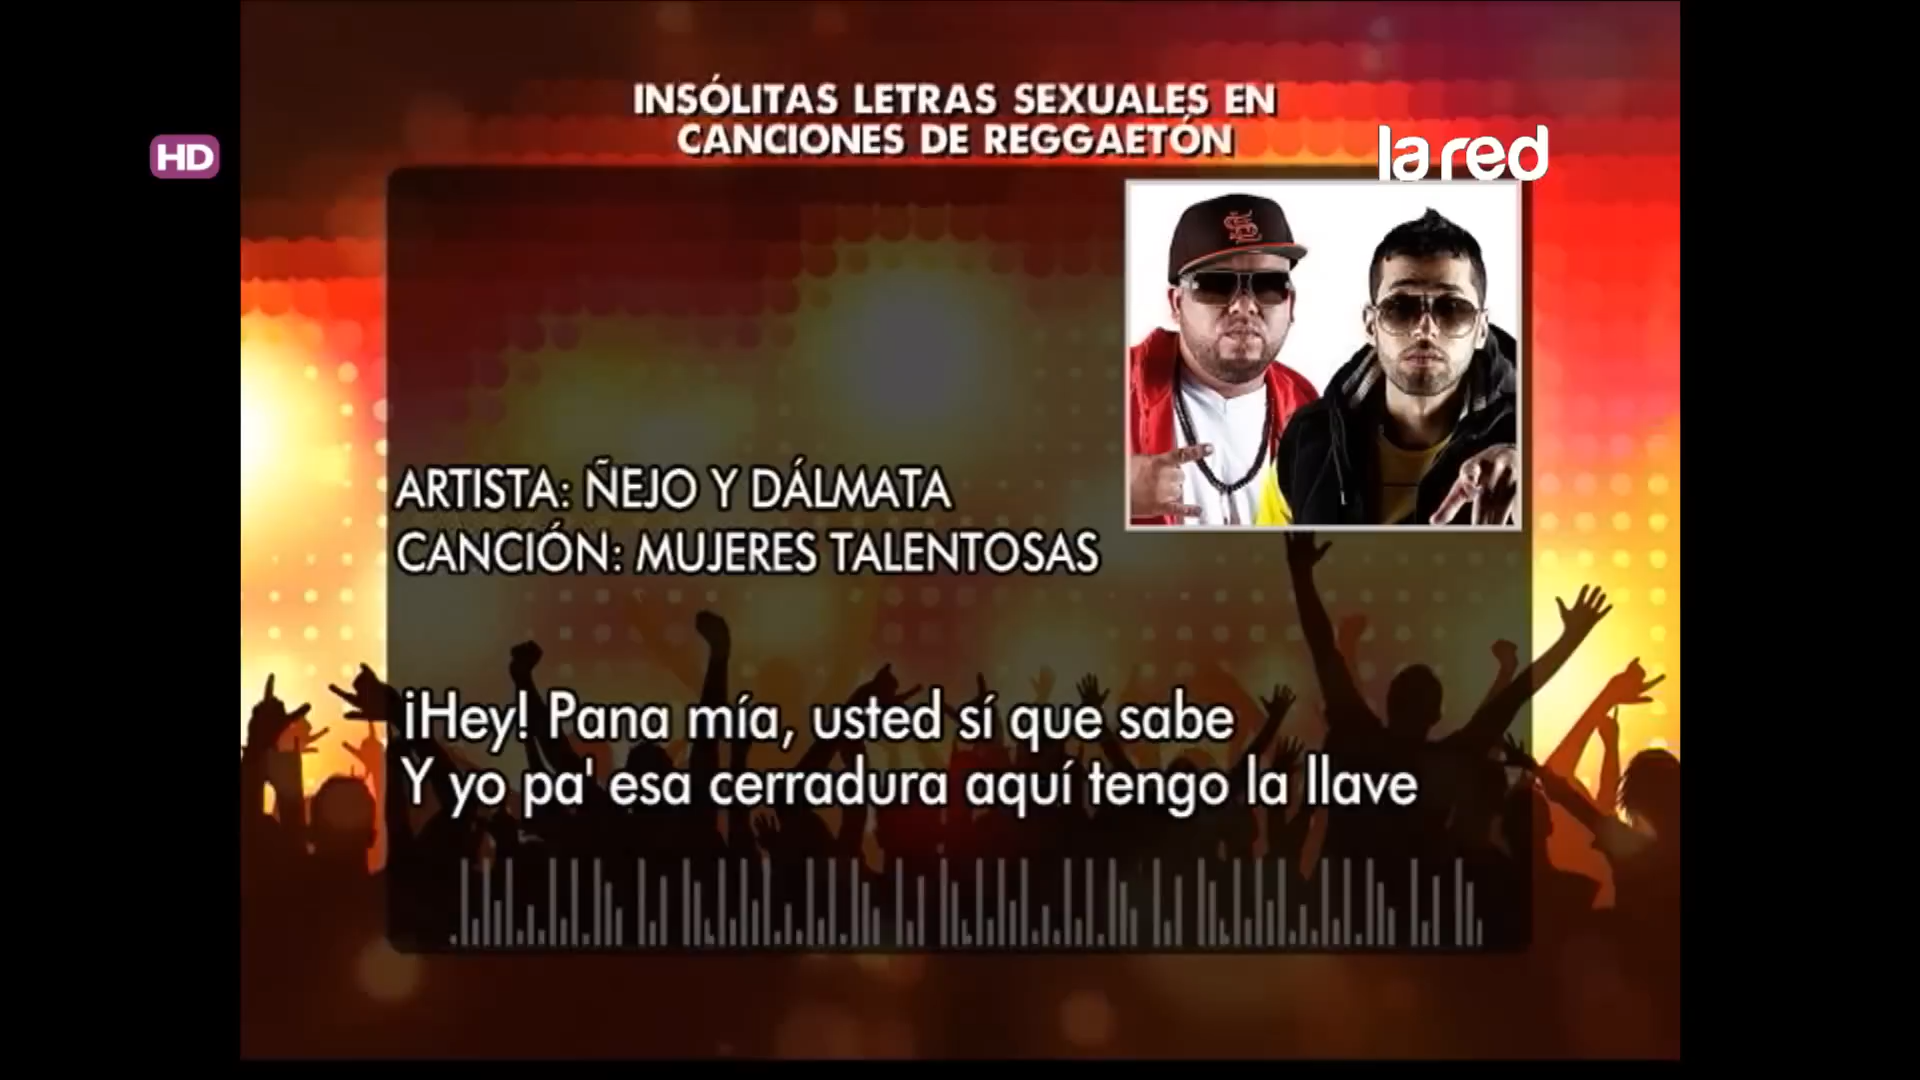 INSÓLITAS LETRAS SEXUALES EN
CANCIONES DE REGGAETÓN
HD
la red
ARTISTA: ÑEJO Y DÁLMATA
CANCIÓN: MUJERES TALENTOSAS
¡Hey! Pana mía, usted sí que sabe
Y yo pa' esa cerradura aquí tengo la llave